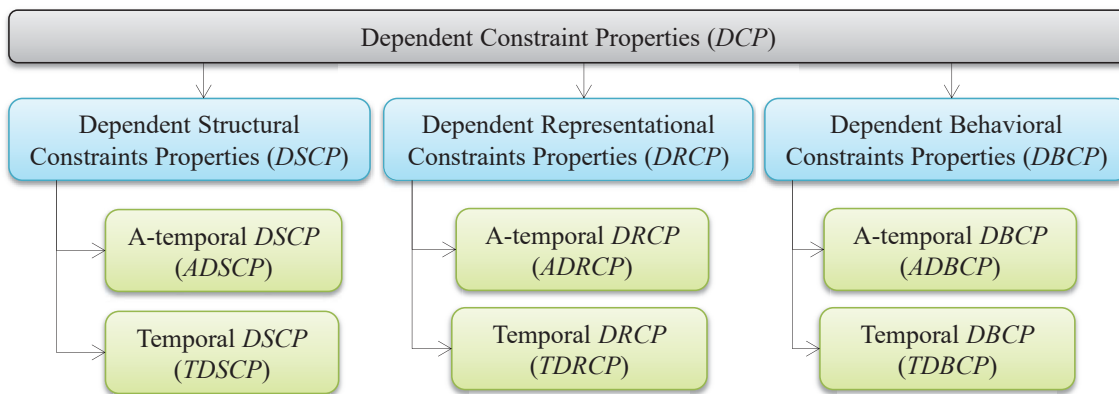 Dependent Constraint Properties (DCP)
Dependent Structural
Constraints Properties (DSCP)
Dependent Representational
Constraints Properties (DRCP)
Dependent Behavioral
Constraints Properties (DBCP)
A-temporal DSCP
(ADSCP)
A-temporal DRCP
(ADRCP)
A-temporal DBCP
(ADBCP)
Temporal DSCP
(TDSCP)
Temporal DRCP
(TDRCP)
Temporal DBCP
(TDBCP)